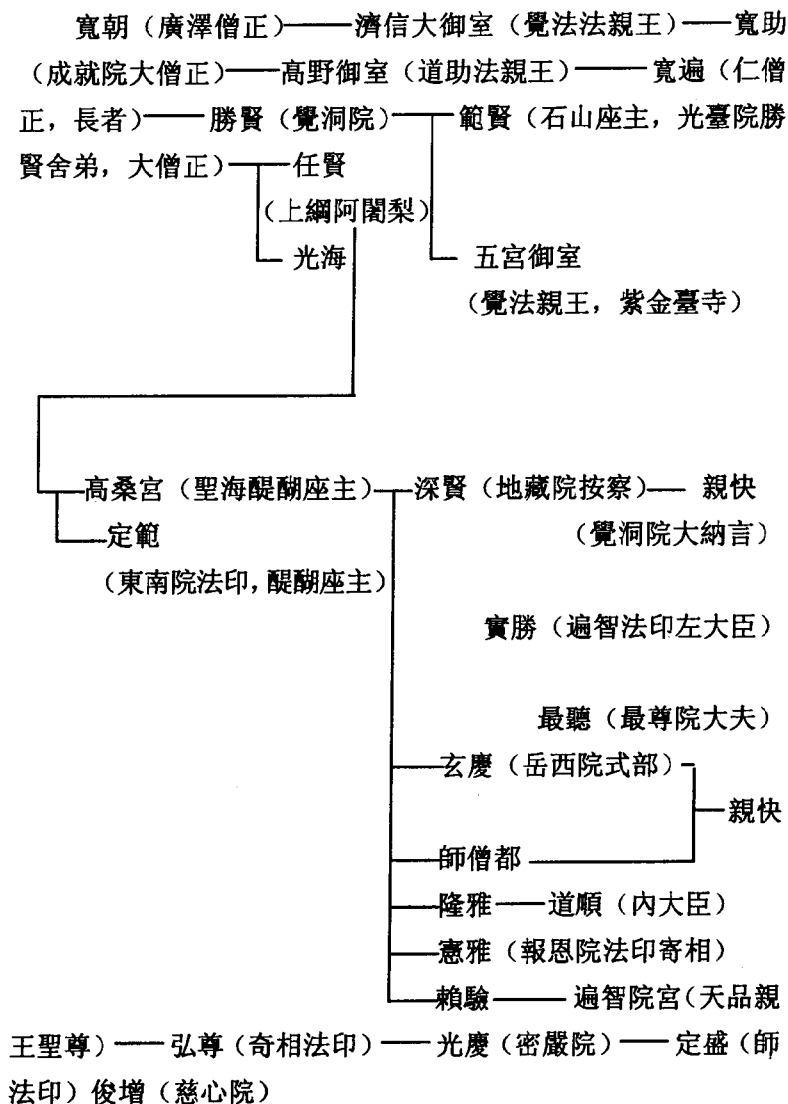 寬朝（廣澤僧正）——濟信大御室（覺法法親王）——寬助
（成就院大僧正）——高野御室（道助法親王）——寬遍（仁僧
正，長者）——勝賢（覺洞院）——範賢（石山座主，光臺院勝
賢舍弟，大僧正）——任賢
（上綱阿闍梨）
光海 五宮御室
（覺法親王，紫金臺寺）
高桑宮（聖海醍醐座主）——深賢（地藏院按察）——親快
定範 （覺洞院大納言）
（東南院法印，醍醐座主）
實勝（遍智法印左大臣）
最聽（最尊院大夫）
玄慶（岳西院式部）
親快
師僧都
隆雅——道順（內大臣）
憲雅（報恩院法印寄相）
賴驗——遍智院宮（天品親
王聖尊）——弘尊（奇相法印）——光慶（密嚴院）——定盛（師
法印）俊增（慈心院）